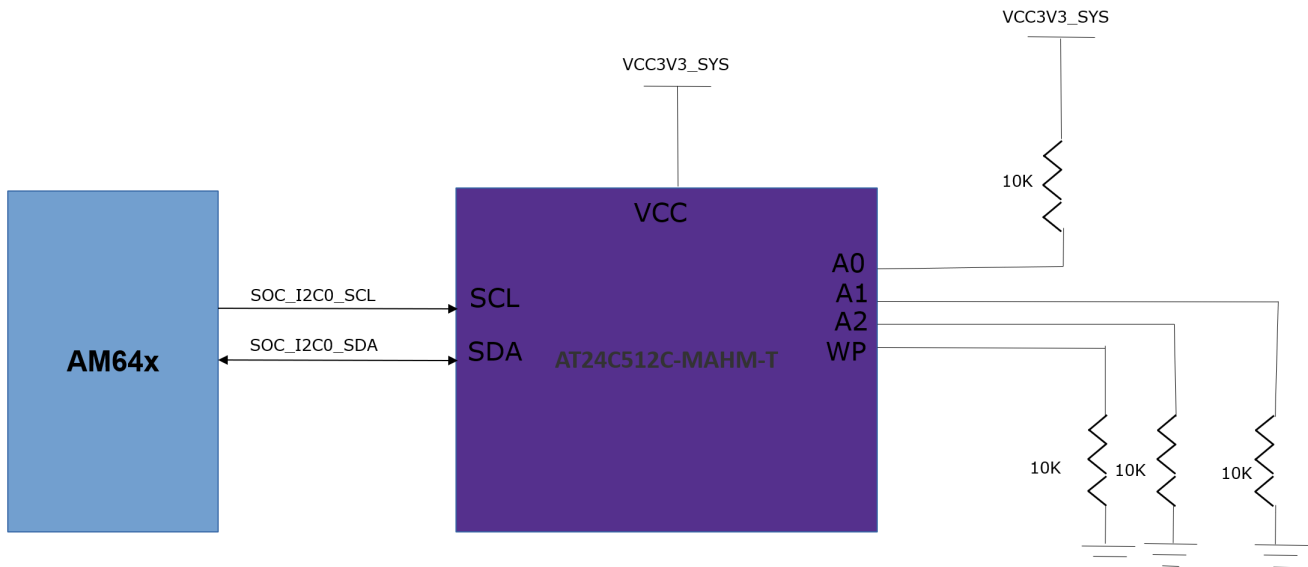 VCC3V3_SYS
VCC3V3_SYS
10K
VCC
A0
A1
A2
WP
SOC_I2C0_SCL
SCL
SOC_I2C0_SDA
SDA
AM64x
AT24C512C-MAHM-T
10K
10K
10K